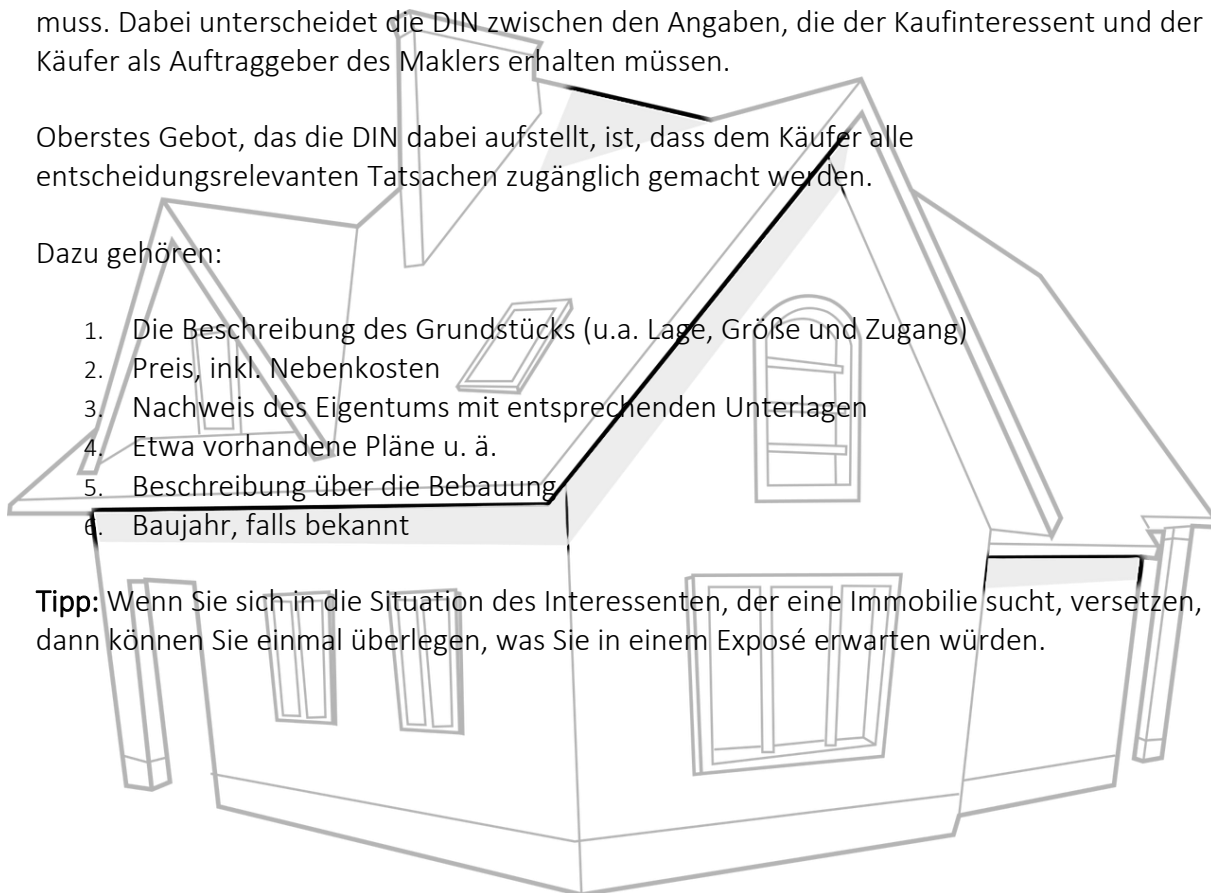 muss. Dabei unterscheidet die DIN zwischen den Angaben, die der Kaufinteressent und der
Käufer als Auftraggeber des Maklers erhalten müssen.
Oberstes Gebot, das die DIN dabei aufstellt, ist, dass dem Käufer alle
entscheidungsrelevanten Tatsachen zugänglich gemacht werden.
Dazu gehören:
1. Die Beschreibung des Grundstücks (u.a. Lage, Größe und Zugang)
2. Preis, inkl. Nebenkosten
3. Nachweis des Eigentums mit entsprechenden Unterlagen
4. Etwa vorhandene Pläne u. ä.
5. Beschreibung über die Bebauung
6. Baujahr, falls bekannt
Tipp: Wenn Sie sich in die Situation des Interessenten, der eine Immobilie sucht, versetzen,
dann können Sie einmal überlegen, was Sie in einem Exposé erwarten würden.